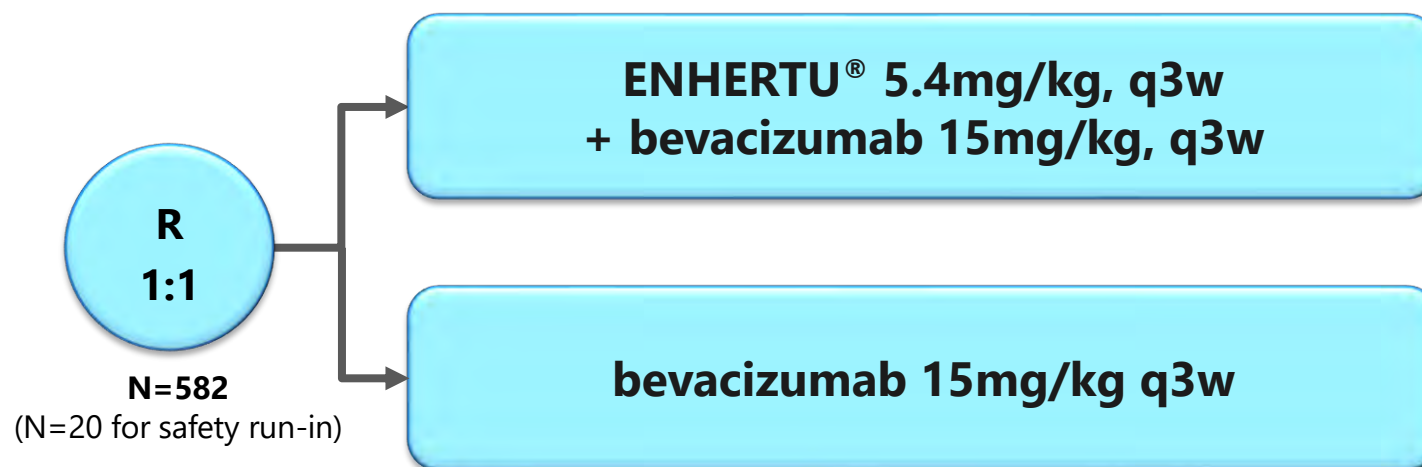 ENHERTU® 5.4mg/kg, q3w
+ bevacizumab 15mg/kg, q3w
R
1:1
N=582
(N=20 for safety run-in)
bevacizumab 15mg/kg q3w